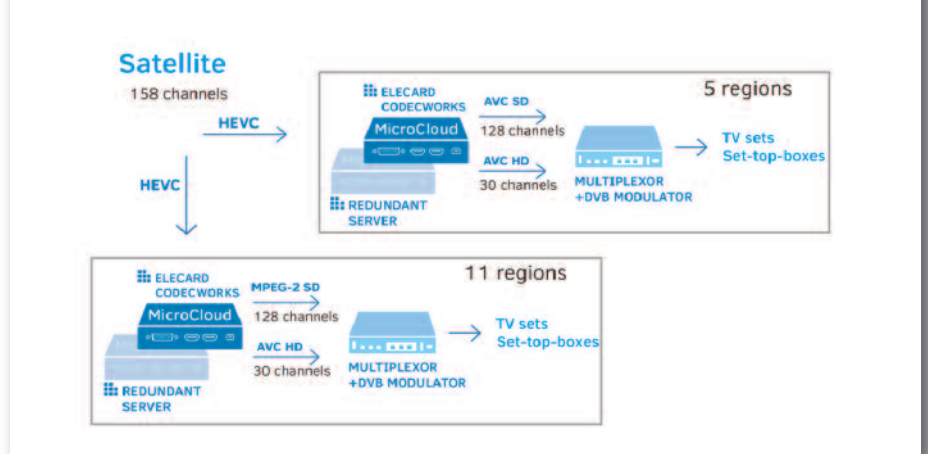 Satellite
158 channels
HEVC
HEVC
5 regions
ELECARD
CODECWORKS
MicroCloud
REDUNDANT
SERVER
AVC SD
128 channels
AVC HD
30 channels
MULTIPLEXOR
+DVB MODULATOR
TV sets
Set-top-boxes
11 regions
ELECARD
CODECWORKS
MicroCloud
REDUNDANT
SERVER
MPEG-2 SD
128 channels
AVC HD
30 channels
MULTIPLEXOR
+DVB MODULATOR
TV sets
Set-top-boxes